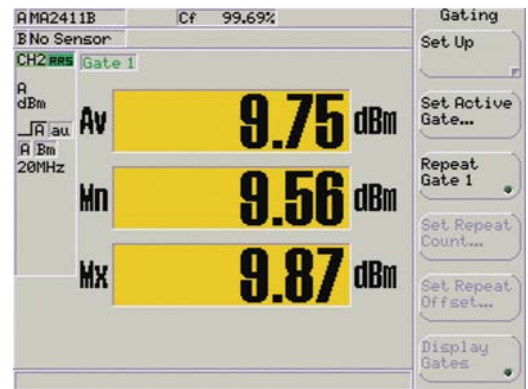 A MA2411B Cf 99.69%
B No Sensor
CH2 RRS Gate 1
A
dBm
A au
A Bm
20MHz
Av 9.75 dBm
Mn 9.56 dBm
Mx 9.87 dBm
Gating
Set Up
Set Active
Gate...
Repeat
Gate 1
Set Repeat
Count...
Set Repeat
Offset...
Display
Gates